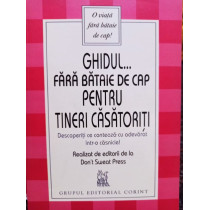 O viață
fără bătaie
de cap!
GHIDUL...
FĂRĂ BĂTAIE DE CAP
PENTRU
TINERI CĂSĂTORIȚI
Descoperiți ce contează cu adevărat
într-o căsnicie!
Realizat de editorii de la
Don't Sweat Press
GRUPUL EDITORIAL CORINT